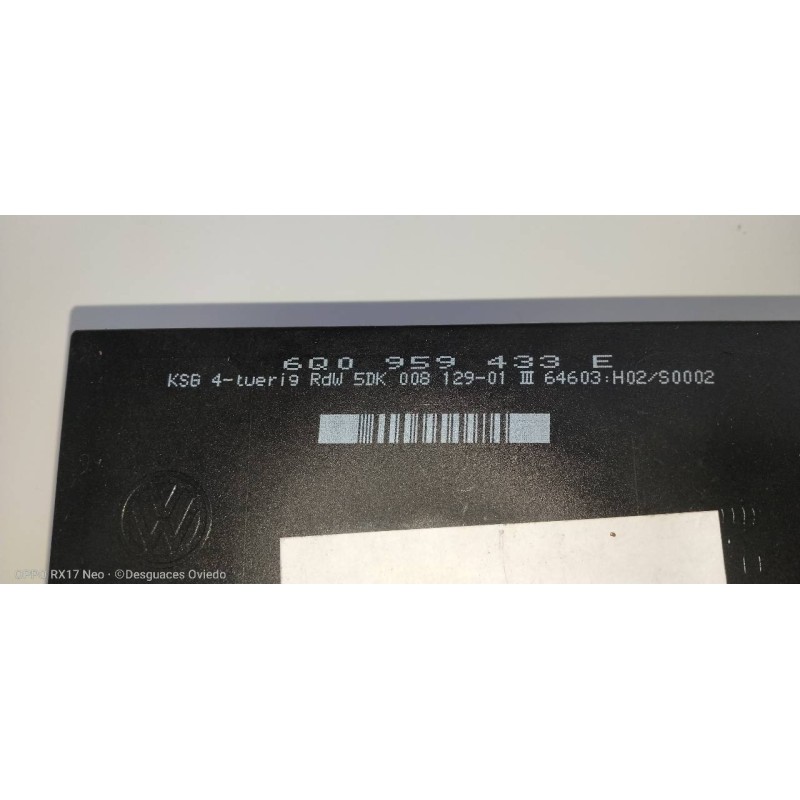 6Q0 959 433 E
KSG 4-tuerig RdW 5DK 008 129-01 III 64603:H02/S0002
OPPO RX17 Neo · ©Desguaces Oviedo